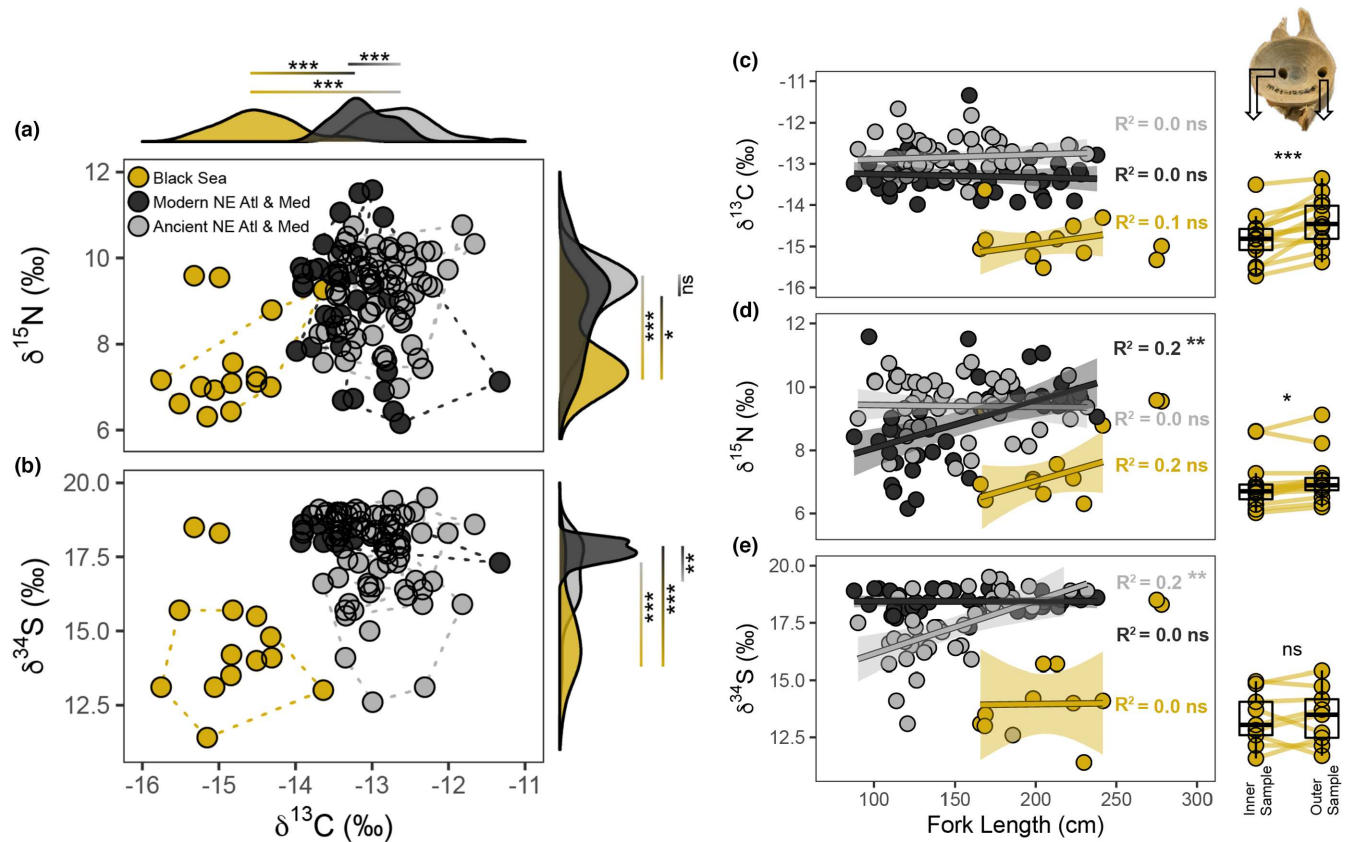 (a)
***
***
***
12
10
8
6
δ15N (‰)
Black Sea
Modern NE Atl & Med
Ancient NE Atl & Med
***
*
ns
(b)
20.0
17.5
15.0
12.5
δ34S (‰)
***
***
**
-16
-15
-14
-13
-12
-11
δ13C (‰)
(c)
-11
-12
-13
-14
-15
-16
δ13C (‰)
R2 = 0.0 ns
R2 = 0.0 ns
R2 = 0.1 ns
***
(d)
12
10
8
6
δ15N (‰)
R2 = 0.2 **
R2 = 0.0 ns
R2 = 0.2 ns
*
(e)
20.0
17.5
15.0
12.5
δ34S (‰)
R2 = 0.2 **
R2 = 0.0 ns
R2 = 0.0 ns
ns
100
150
200
250
300
Fork Length (cm)
Inner
Sample
Outer
Sample